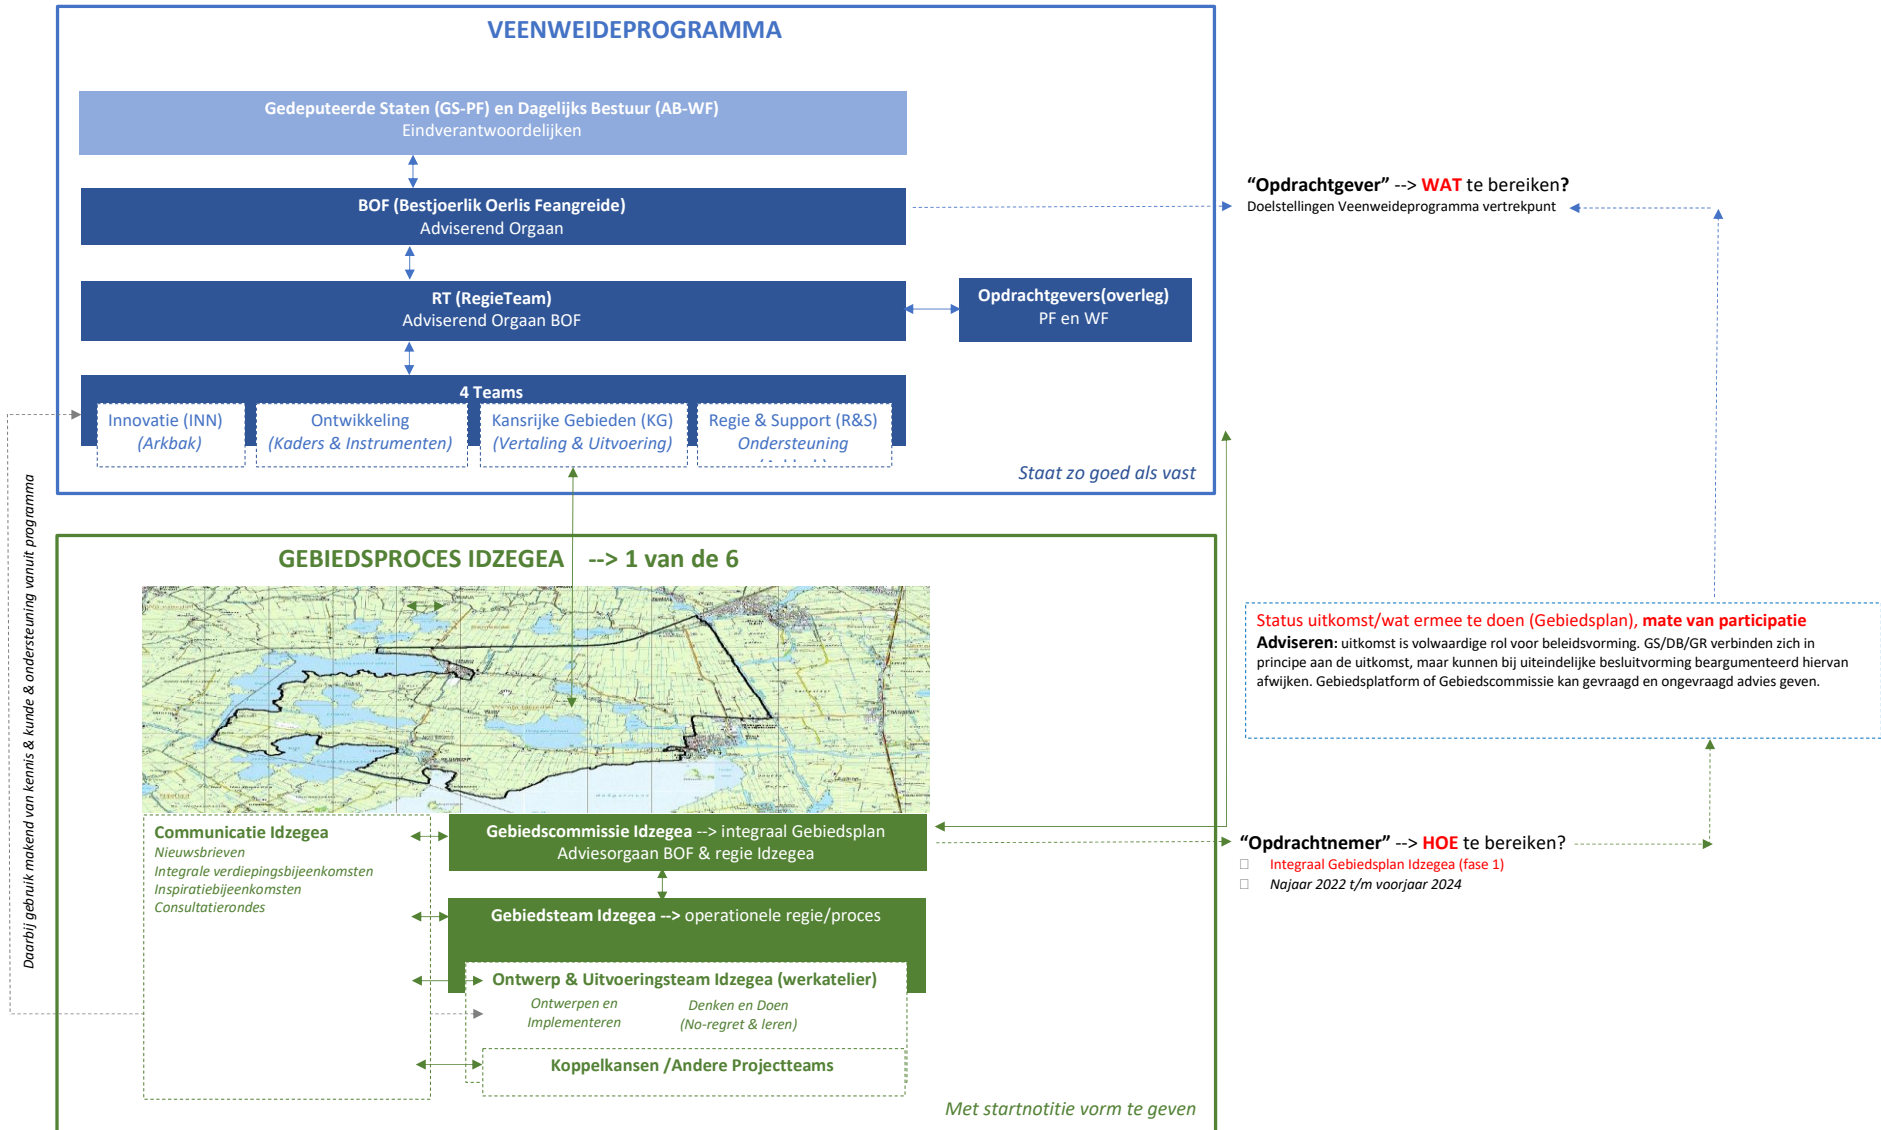 VEENWEIDEPROGRAMMA
Gedeputeerde Staten (GS-PF) en Dagelijks Bestuur (AB-WF)
Eindverantwoordelijken
BOF (Bestjoerlik Oerlis Feangreide)
Adviserend Orgaan
RT (RegieTeam)
Adviserend Orgaan BOF
Opdrachtgevers(overleg)
PF en WF
4 Teams
Innovatie (INN)
(Arkbak)
Ontwikkeling
(Kaders & Instrumenten)
Kansrijke Gebieden (KG)
(Vertaling & Uitvoering)
Regie & Support (R&S)
Ondersteuning
Staat zo goed als vast
“Opdrachtgever” --> WAT te bereiken?
Doelstellingen Veenweideprogramma vertrekpunt
Daarbij gebruik makend van kennis & kunde & ondersteuning vanuit programma
GEBIEDSPROCES IDZEGEA --> 1 van de 6
Status uitkomst/wat ermee te doen (Gebiedsplan), mate van participatie
Adviseren: uitkomst is volwaardige rol voor beleidsvorming. GS/DB/GR verbinden zich in
principe aan de uitkomst, maar kunnen bij uiteindelijke besluitvorming beargumenteerd hiervan
afwijken. Gebiedsplatform of Gebiedscommissie kan gevraagd en ongevraagd advies geven.
Communicatie Idzegea
Nieuwsbrieven
Integrale verdiepingsbijeenkomsten
Inspiratiebijeenkomsten
Consultatierondes
Gebiedscommissie Idzegea --> integraal Gebiedsplan
Adviesorgaan BOF & regie Idzegea
Gebiedsteam Idzegea --> operationele regie/proces
Ontwerp & Uitvoeringsteam Idzegea (werkatelier)
Ontwerpen en
Implementeren
Denken en Doen
(No-regret & leren)
Koppelkansen /Andere Projectteams
Met startnotitie vorm te geven
“Opdrachtnemer” --> HOE te bereiken?
Integraal Gebiedsplan Idzegea (fase 1)
Najaar 2022 t/m voorjaar 2024